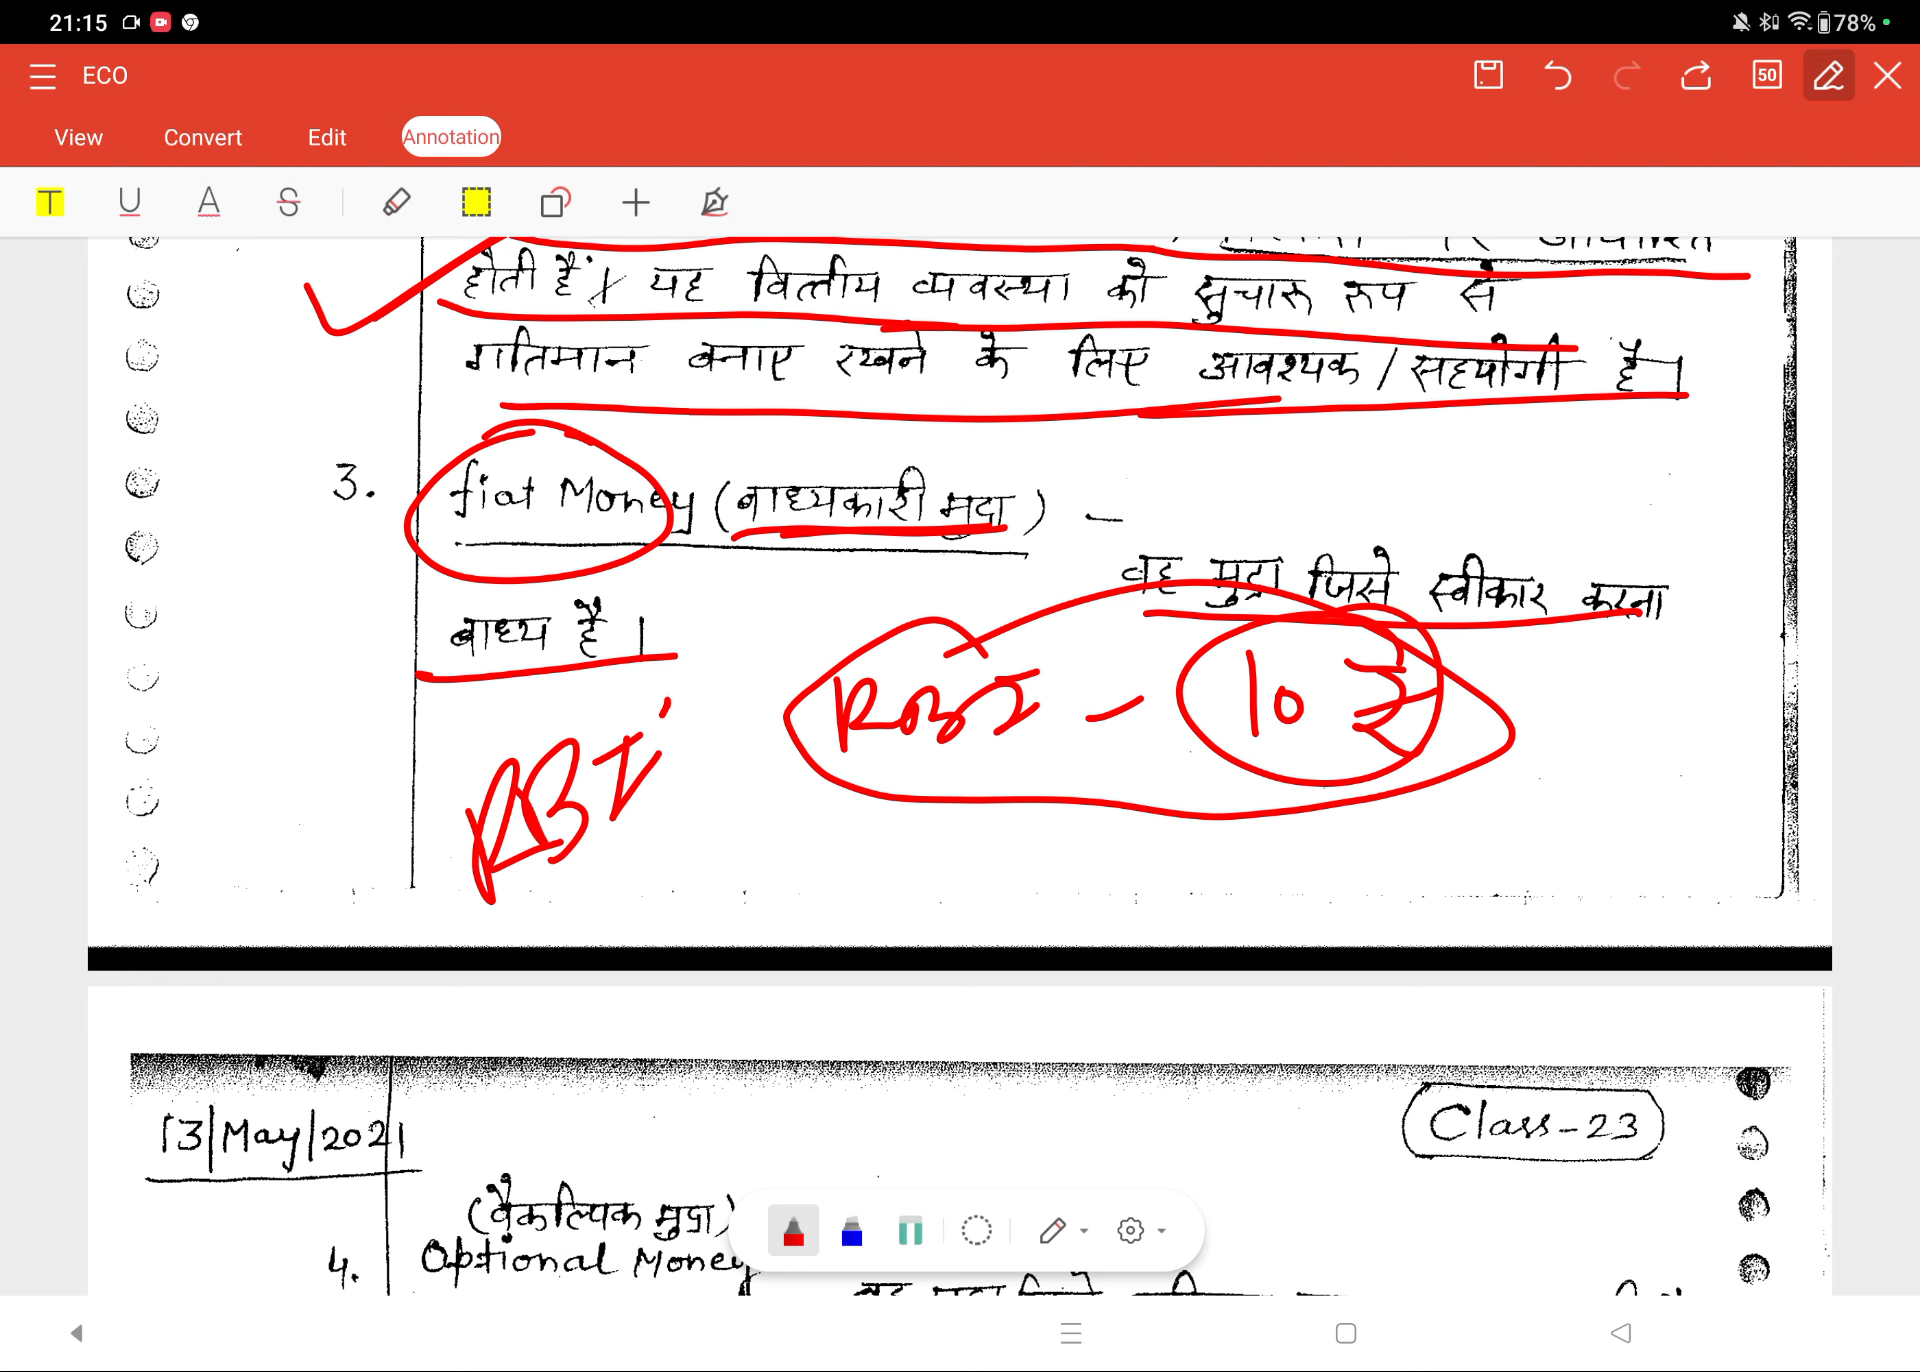 21:15 78%
ECO 50
View Convert Edit Annotation
होती है। यह वित्तीय व्यवस्था को सुचारू रूप से
गतिमान बनाए रखने के लिए आवश्यक / सहयोगी है।
3. fiat Money (बाध्यकारी मुद्रा) -
वह मुद्रा जिसे स्वीकार करना
बाध्य है।
RBI - 10 ₹
RBI
13|May|2021 Class-23
(वैकल्पिक मुद्रा)
4. Optional Money